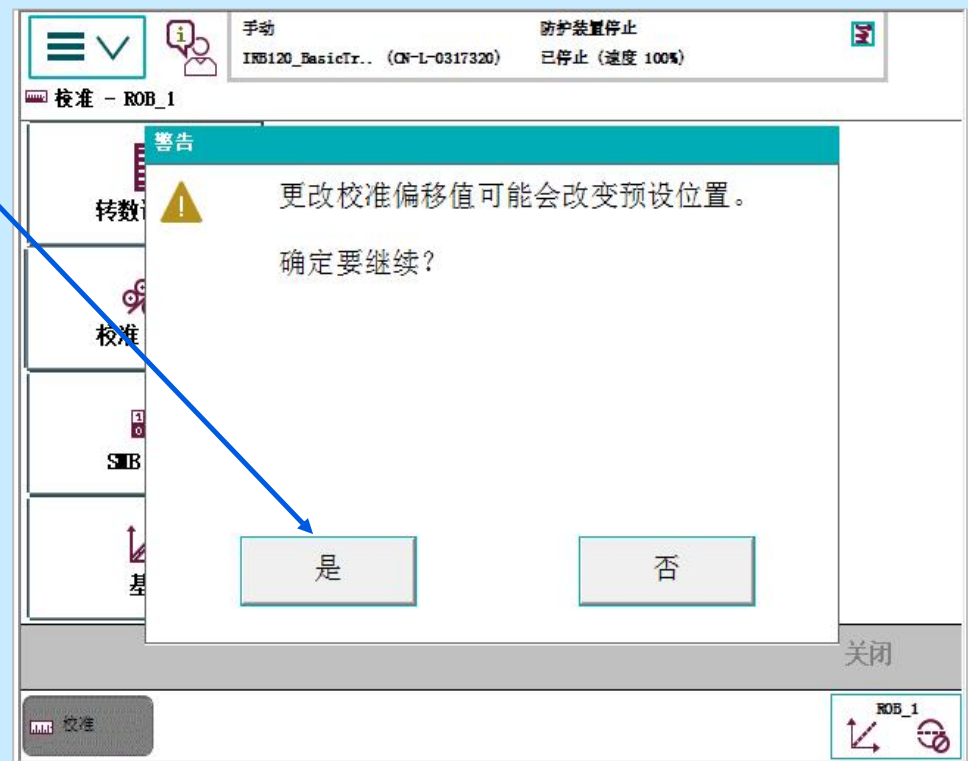 手动
防护装置停止
IRB120_BasicTr.. (CN-L-0317320)
已停止 (速度 100%)
校准 - ROB_1
警告
更改校准偏移值可能会改变预设位置。
确定要继续?
转数
校准
SMB
基
是
否
关闭
校准
ROB_1